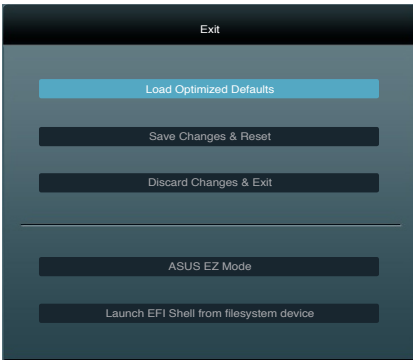 Exit
Load Optimized Defaults
Save Changes & Reset
Discard Changes & Exit
ASUS EZ Mode
Launch EFI Shell from filesystem device